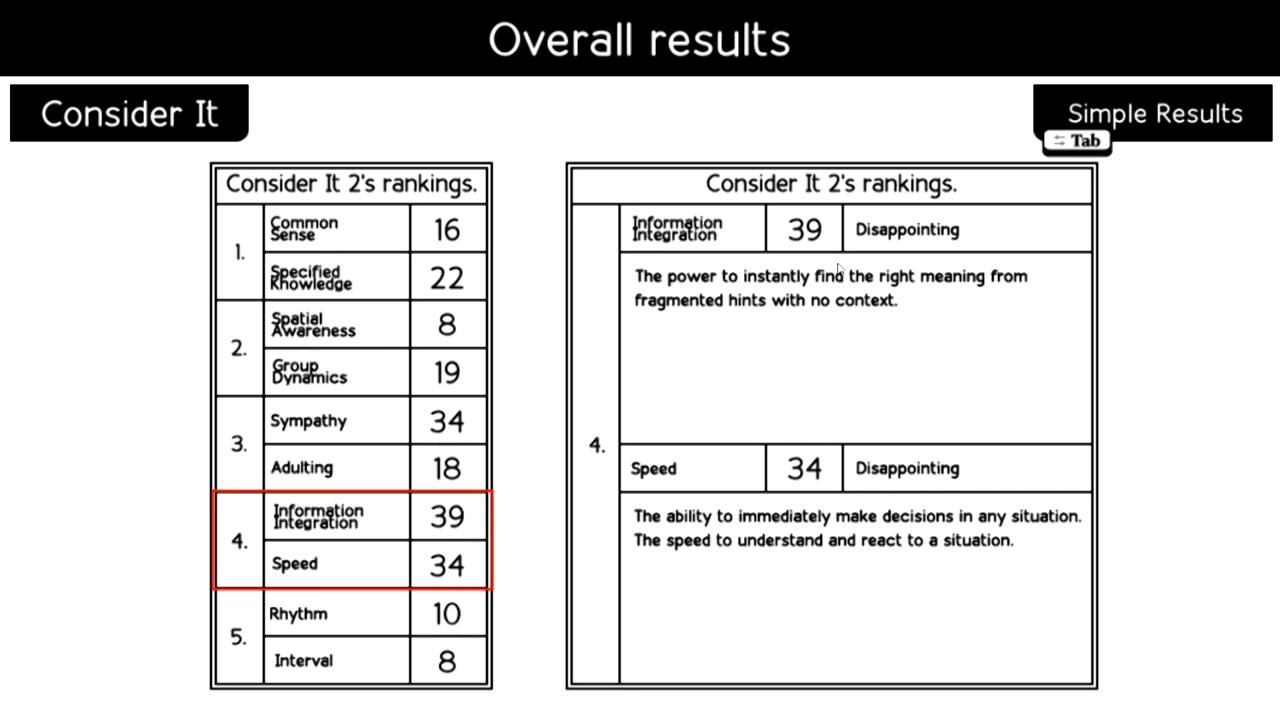 Overall results
Consider It
Simple Results
Tab
Consider It 2's rankings.
1.
Common
Sense
16
Specified
Knowledge
22
2.
Spatial
Awareness
8
Group
Dynamics
19
3.
Sympathy
34
Adulting
18
4.
Information
Integration
39
Speed
34
5.
Rhythm
10
Interval
8
Consider It 2's rankings.
4.
Information
Integration
39
Disappointing
The power to instantly find the right meaning from
fragmented hints with no context.
Speed
34
Disappointing
The ability to immediately make decisions in any situation.
The speed to understand and react to a situation.